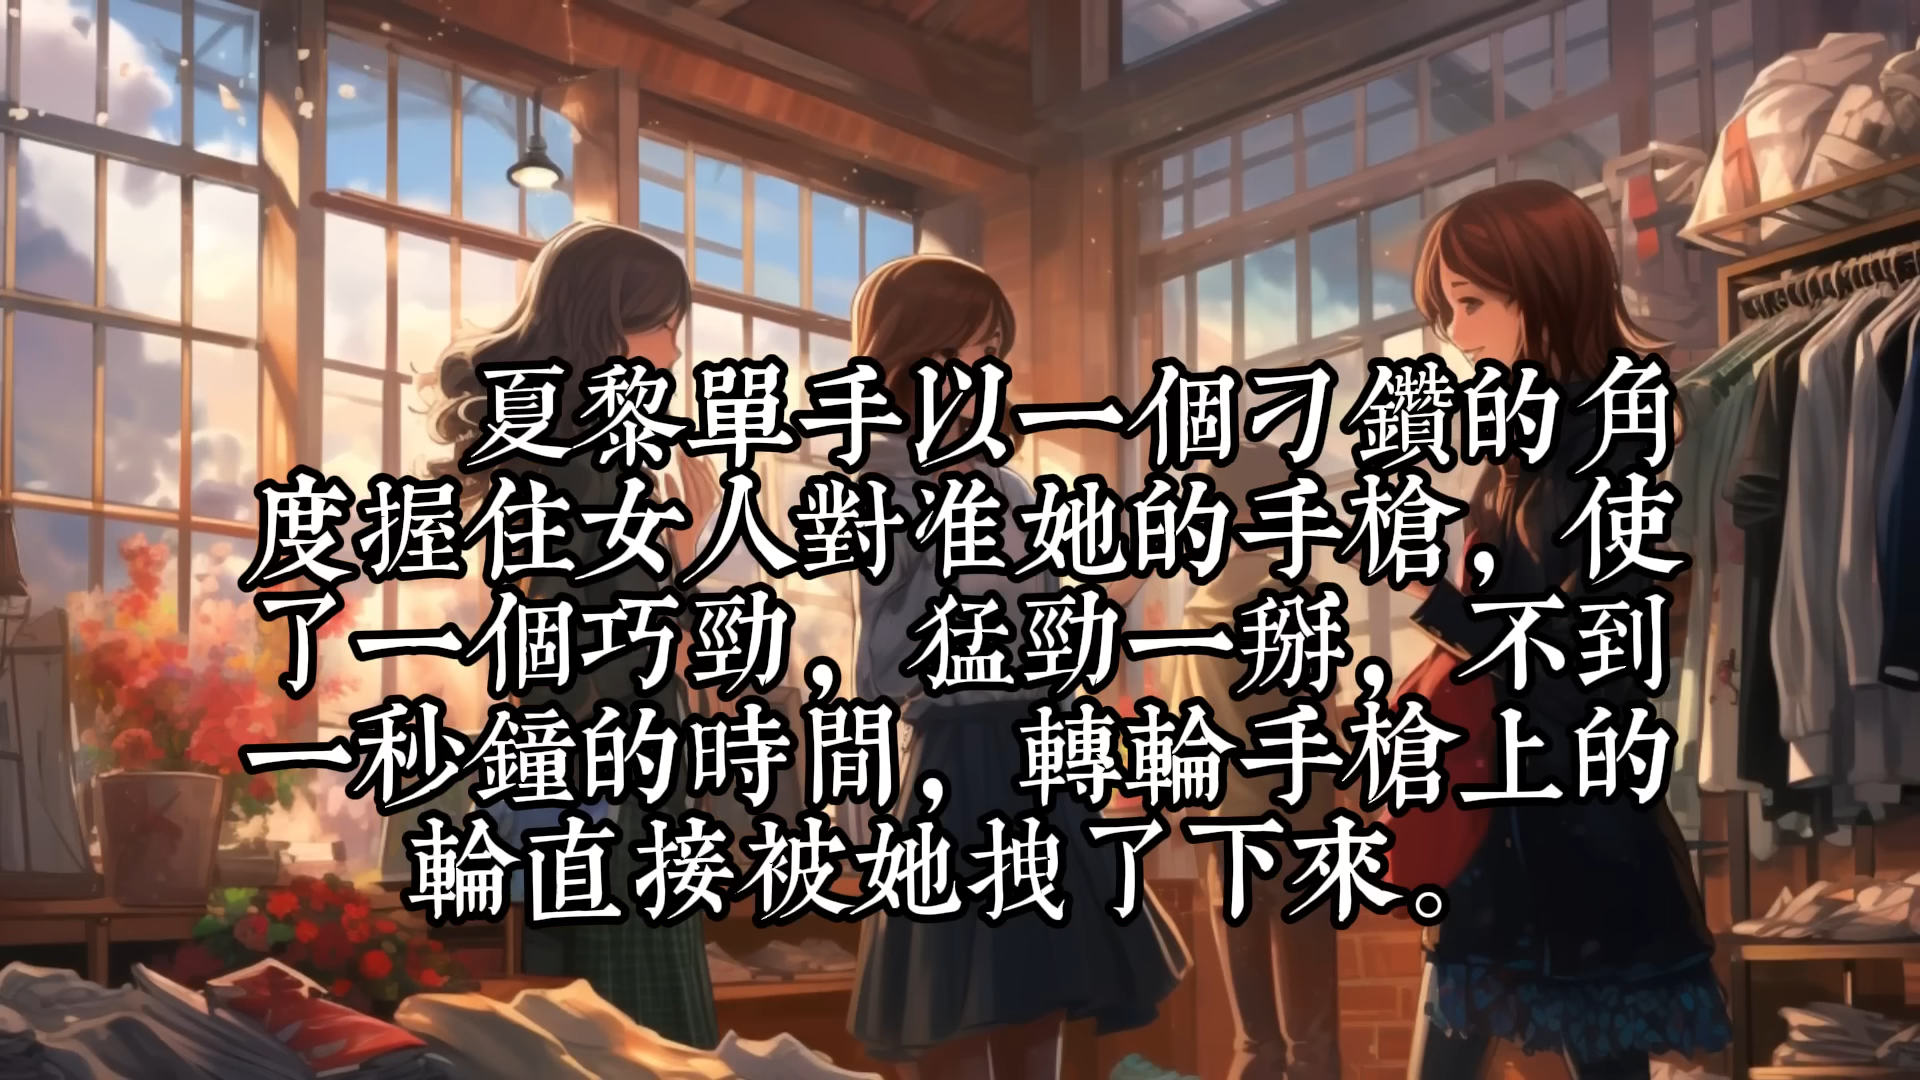 夏黎單手以一個刁鑽的角
度握住女人對准她的手槍，使
了一個巧勁，猛勁一掰，不到
一秒鐘的時間，轉輪手槍上的
輪直接被她拽了下來。